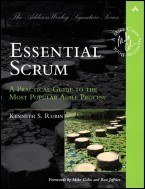 The Addison Wesley Signature Series
ESSENTIAL
SCRUM
A PRACTICAL GUIDE TO THE
MOST POPULAR AGILE PROCESS
KENNETH S. RUBIN
Forewords by Mike Cohn and Ron Jeffries